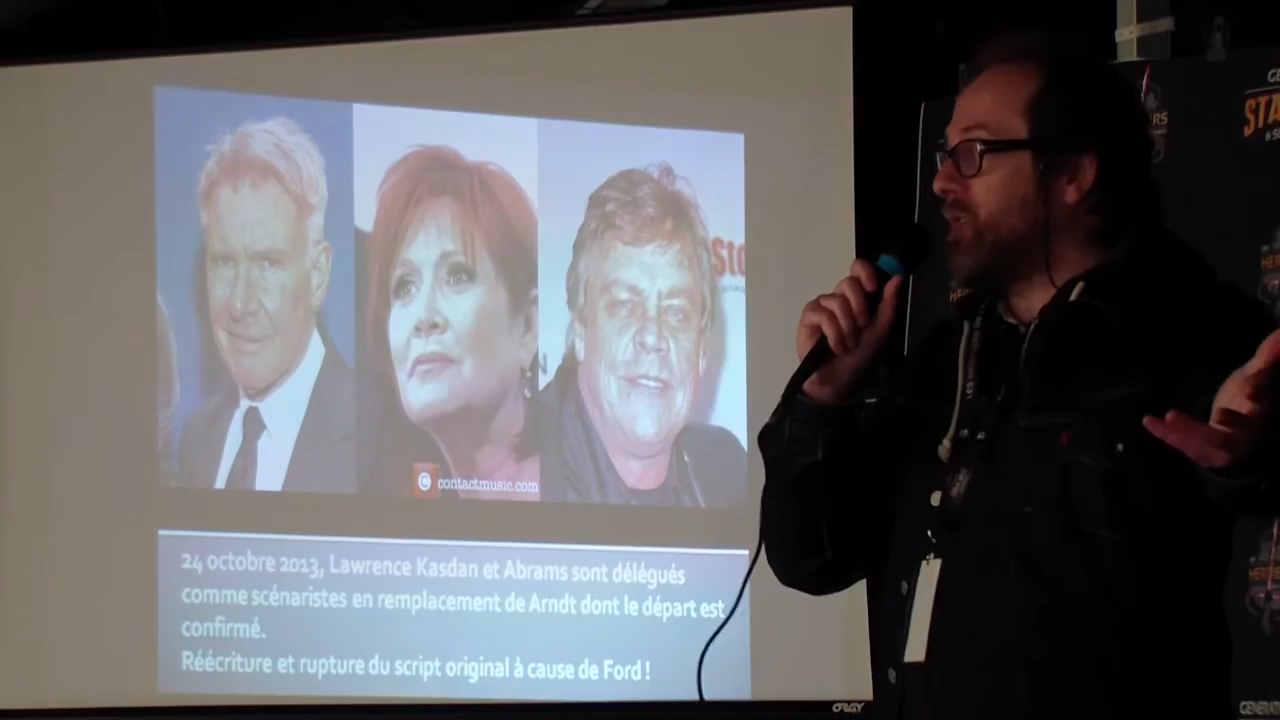 contactmusic.com
24 octobre 2013, Lawrence Kasdan et Abrams sont délégués
comme scénaristes en remplacement de Arndt dont le départ est
confirmé.
Réécriture et rupture du script original à cause de Ford !
ORAY